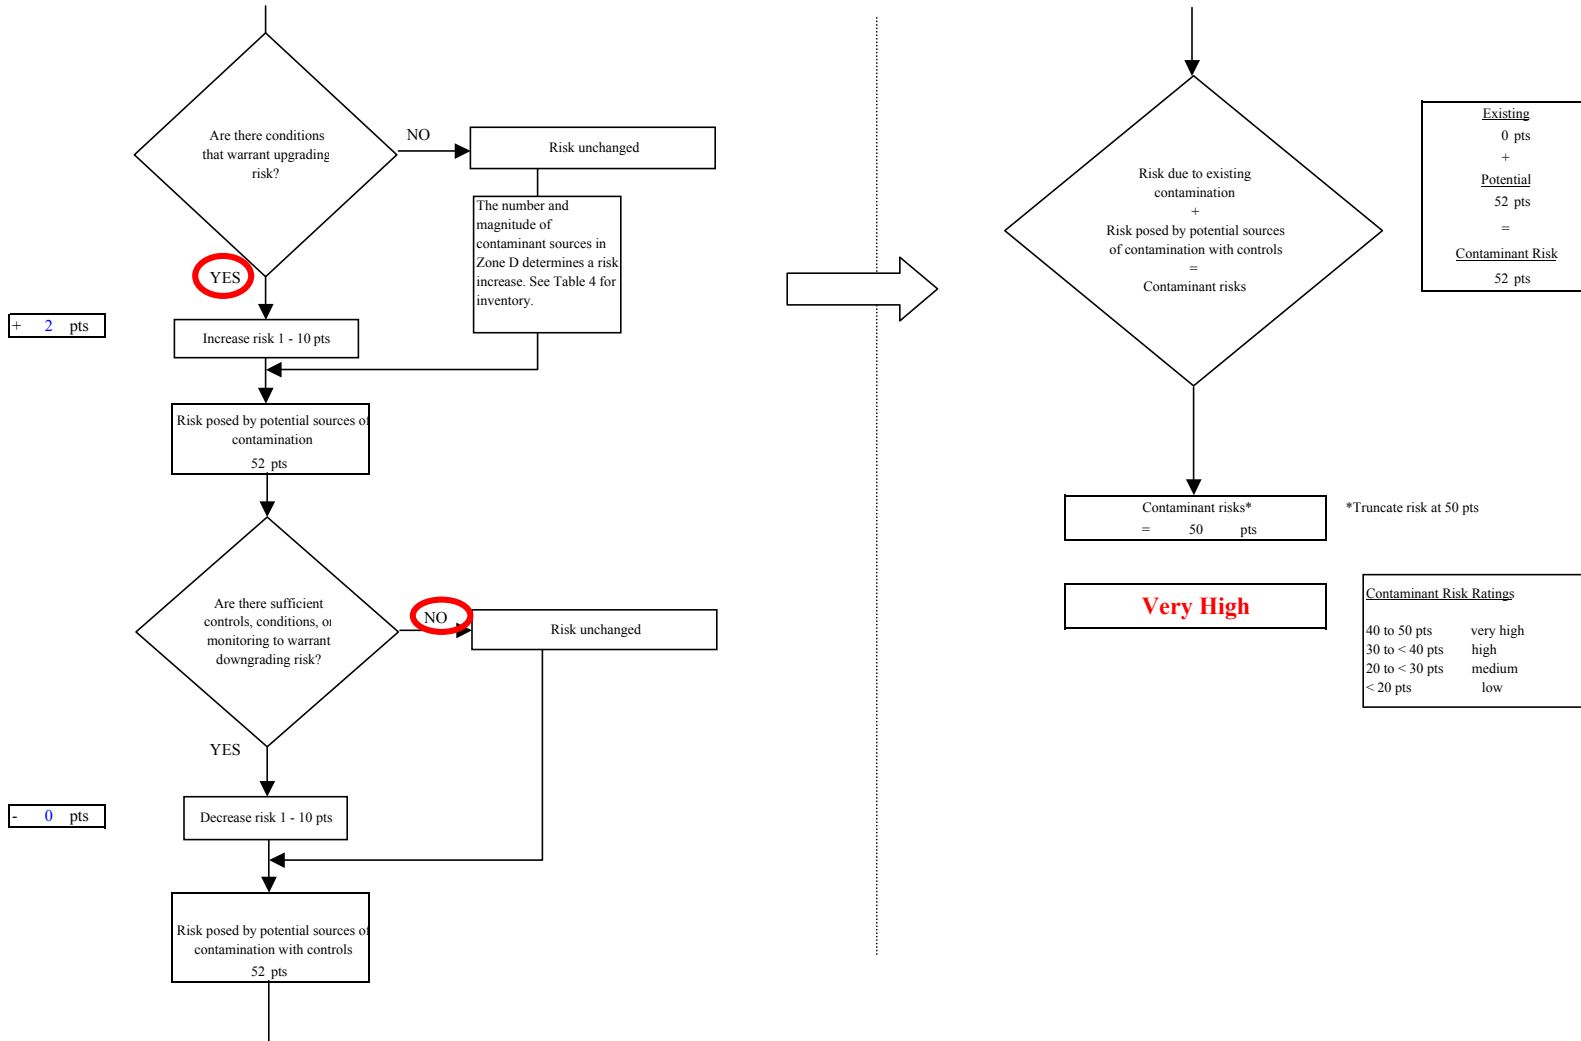 Are there conditions
that warrant upgrading
risk?
NO
Risk unchanged
The number and
magnitude of
contaminant sources in
Zone D determines a risk
increase. See Table 4 for
inventory.
YES
+ 2 pts
Increase risk 1 - 10 pts
Risk posed by potential sources of
contamination
52 pts
Are there sufficient
controls, conditions, or
monitoring to warrant
downgrading risk?
NO
Risk unchanged
YES
- 0 pts
Decrease risk 1 - 10 pts
Risk posed by potential sources of
contamination with controls
52 pts
Risk due to existing
contamination
+
Risk posed by potential sources
of contamination with controls
=
Contaminant risks
Existing
0 pts
+
Potential
52 pts
=
Contaminant Risk
52 pts
Contaminant risks*
= 50 pts
*Truncate risk at 50 pts
Very High
Contaminant Risk Ratings
40 to 50 pts very high
30 to < 40 pts high
20 to < 30 pts medium
< 20 pts low